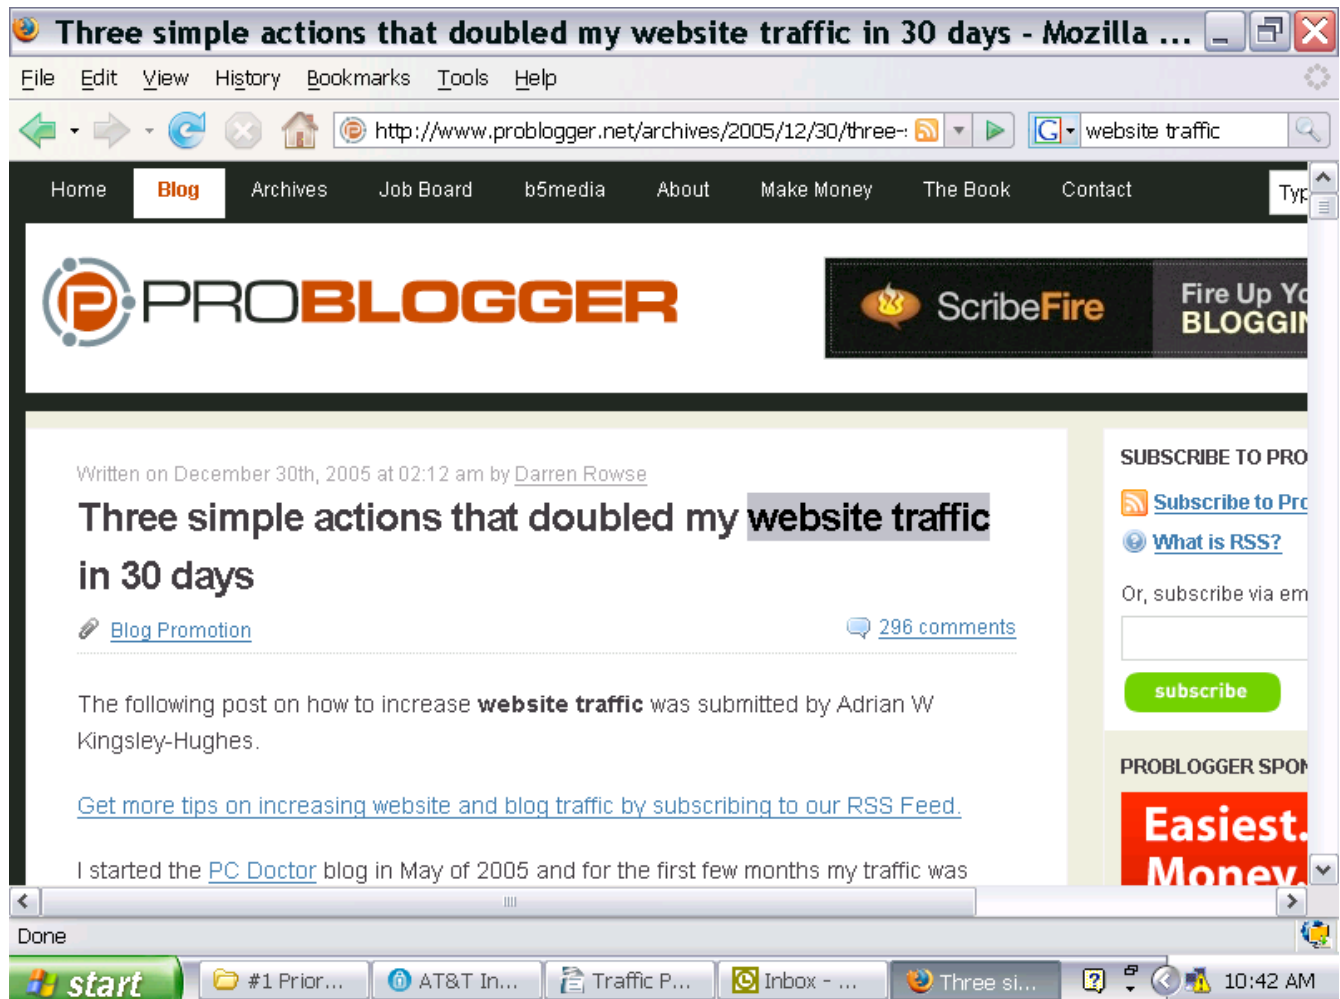 Three simple actions that doubled my website traffic in 30 days - Mozilla ...
File Edit View History Bookmarks Tools Help
http://www.problogger.net/archives/2005/12/30/three-
G website traffic
Home Blog Archives Job Board b5media About Make Money The Book Contact
Typ
PROBLOGGER
ScribeFire
Fire Up Yo
BLOGGIN
Written on December 30th, 2005 at 02:12 am by Darren Rowse
Three simple actions that doubled my website traffic
in 30 days
Blog Promotion
296 comments
The following post on how to increase website traffic was submitted by Adrian W
Kingsley-Hughes.
Get more tips on increasing website and blog traffic by subscribing to our RSS Feed.
I started the PC Doctor blog in May of 2005 and for the first few months my traffic was
SUBSCRIBE TO PRO
Subscribe to Pro
What is RSS?
Or, subscribe via em
subscribe
PROBLOGGER SPON
Easiest.
Money.
Done
start #1 Prior... AT&T In... Traffic P... Inbox - ... Three si... 10:42 AM